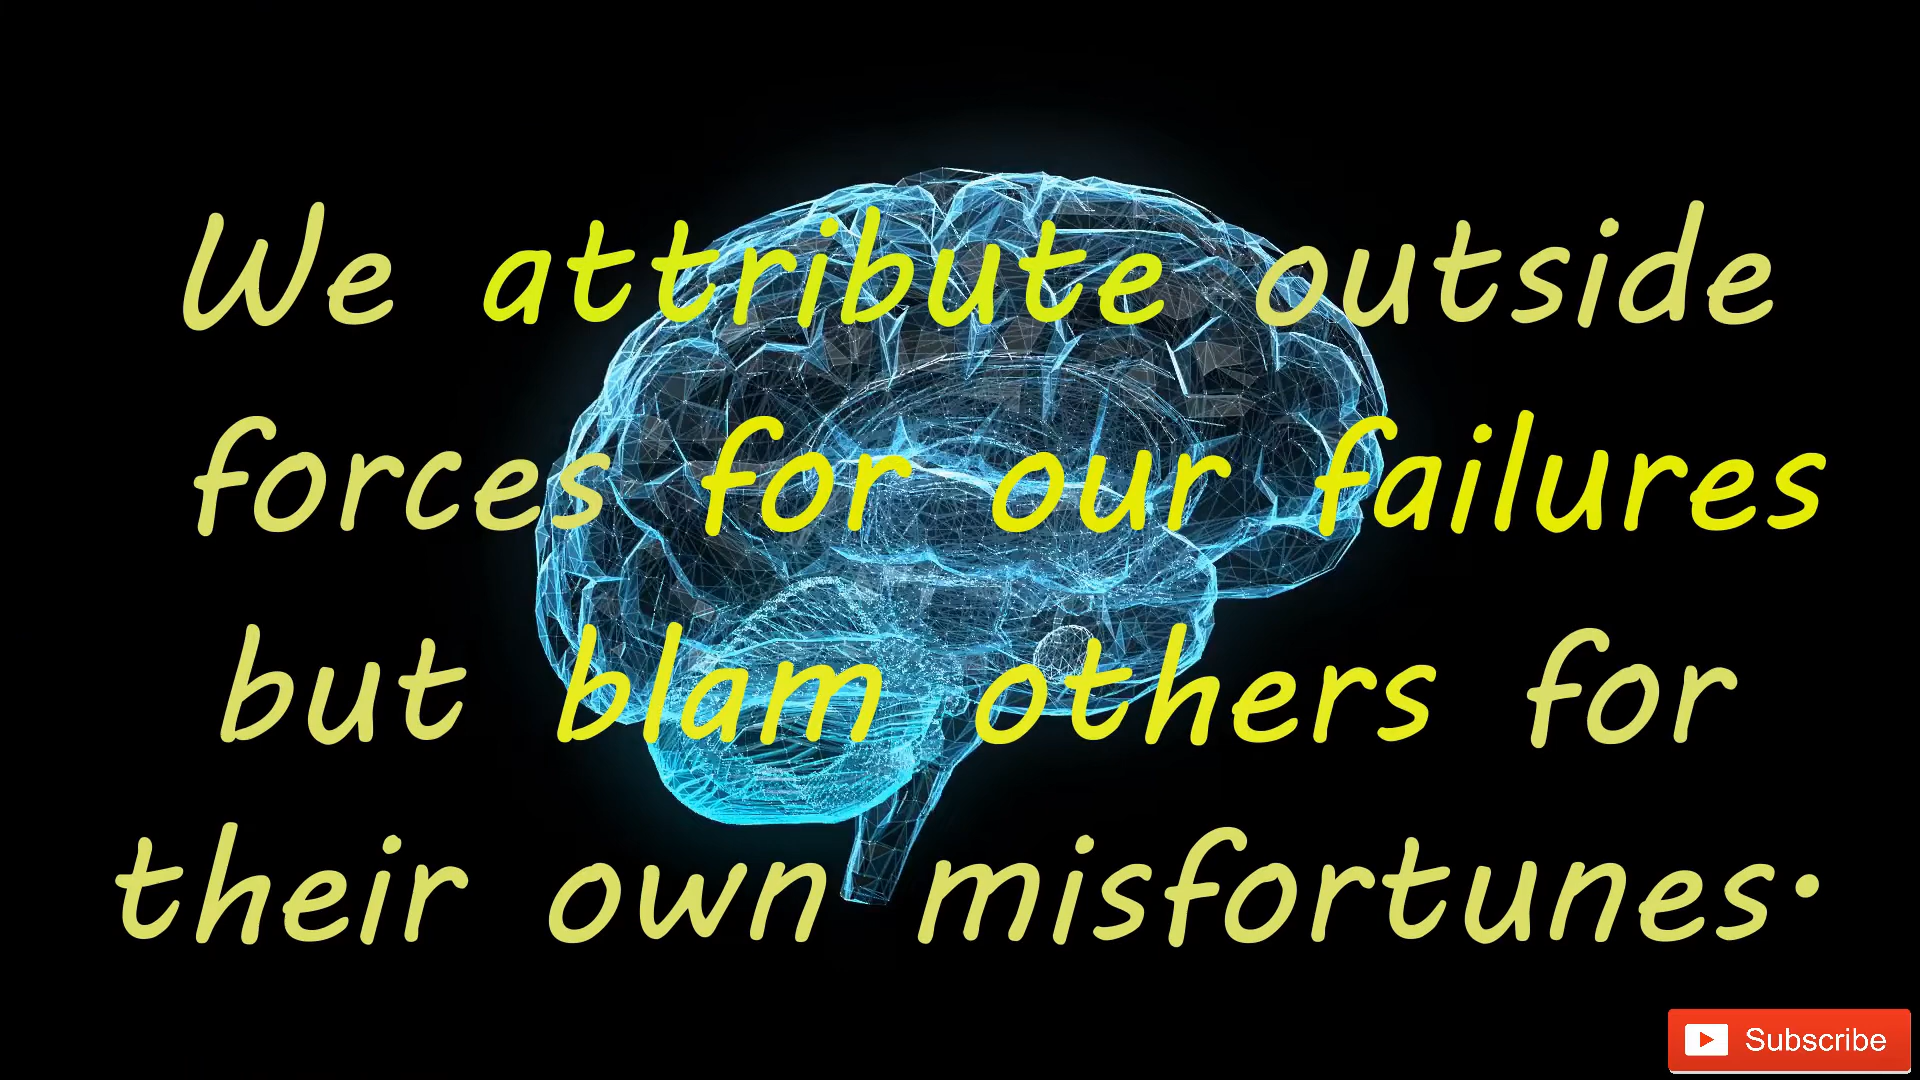 We attribute outside
forces for our failures
but blam others for
their own misfortunes.
Subscribe